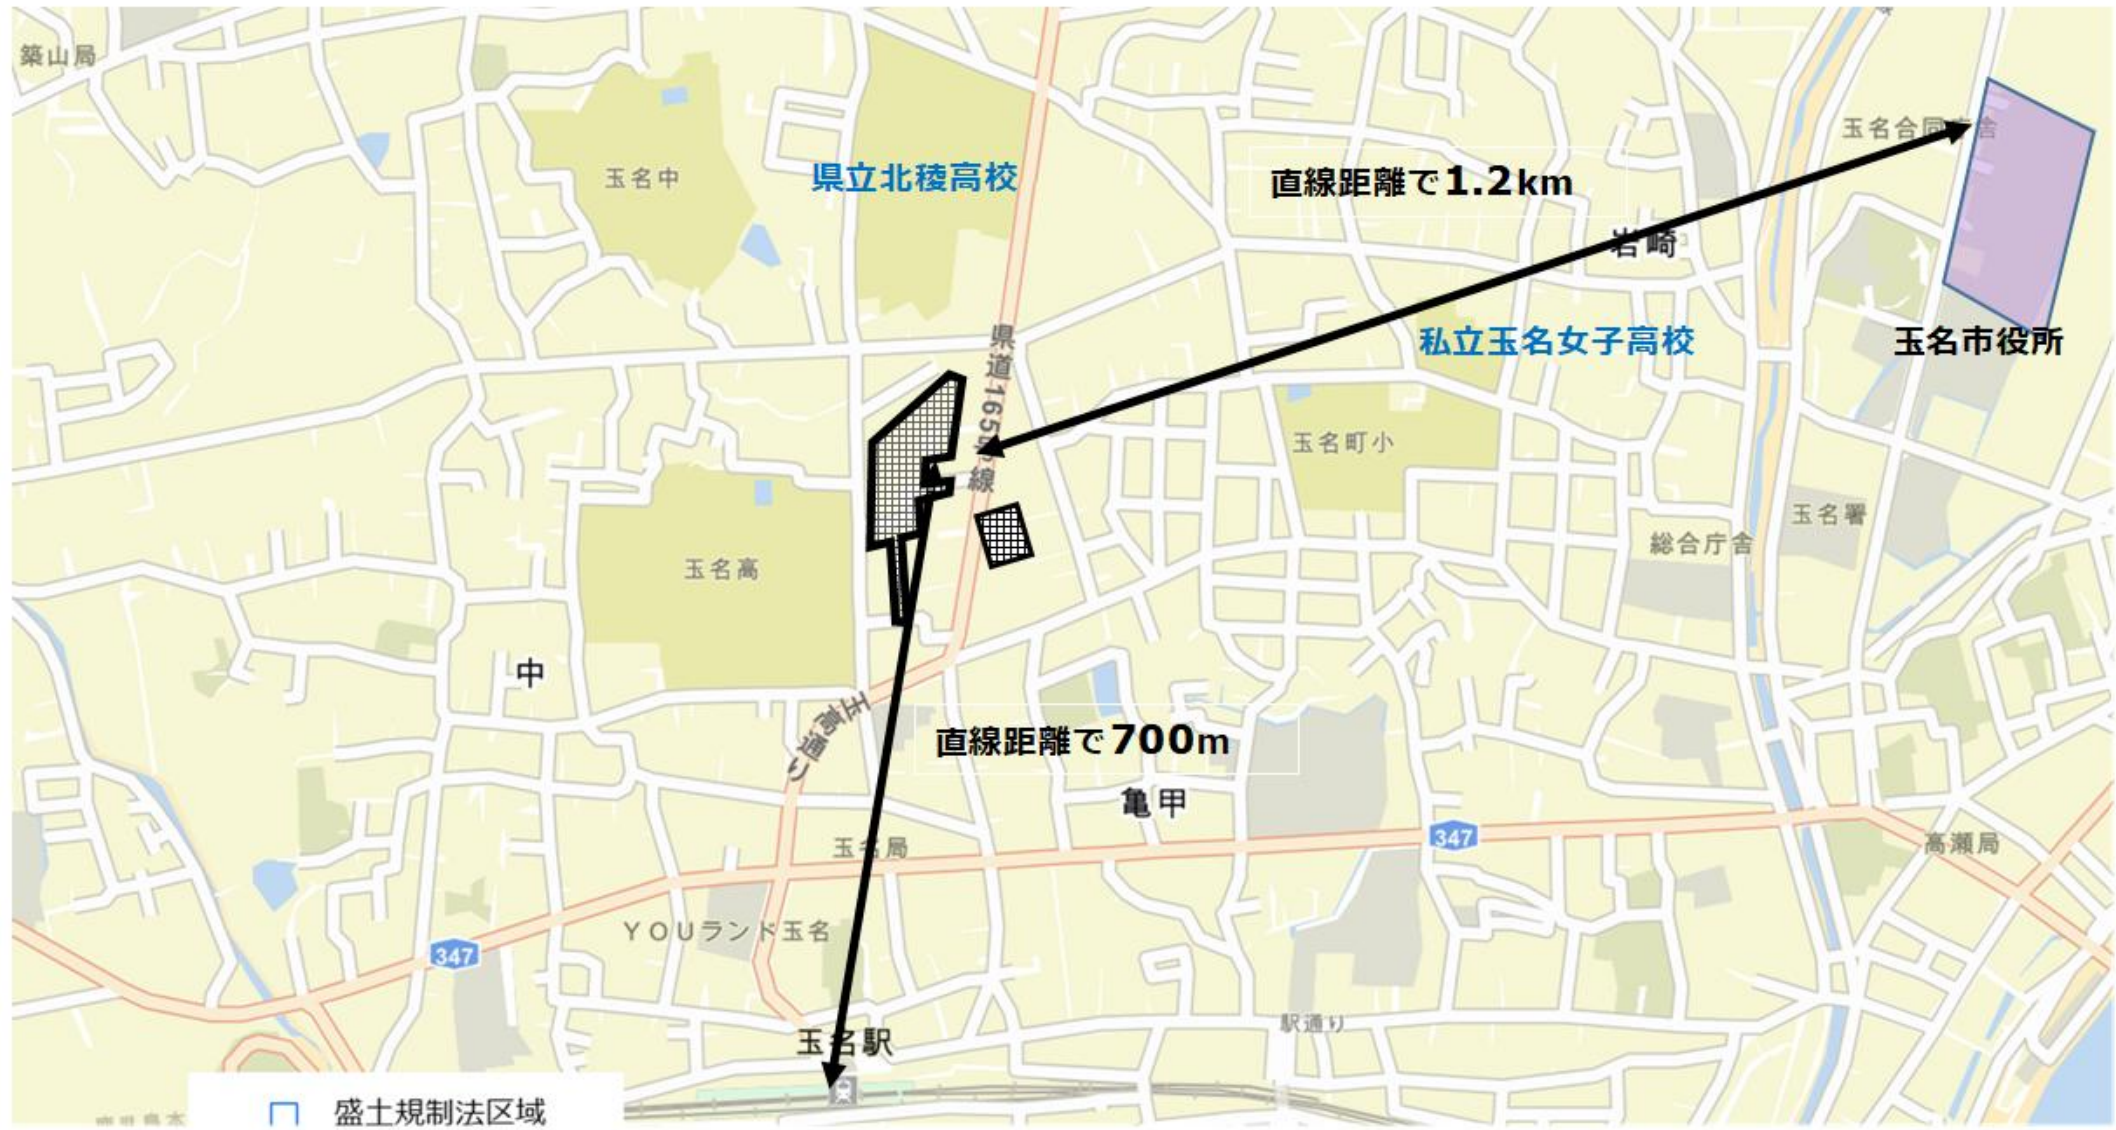 築山局
玉名中
県立北稜高校
直線距離で1.2km
玉名合同庁舎
岩崎
私立玉名女子高校
玉名市役所
県道165号線
玉名町小
玉名署
総合庁舎
玉名高
中
玉高通り
直線距離で700m
亀甲
347
玉名局
高瀬局
YOUランド玉名
347
玉名駅
駅通り
盛土規制法区域